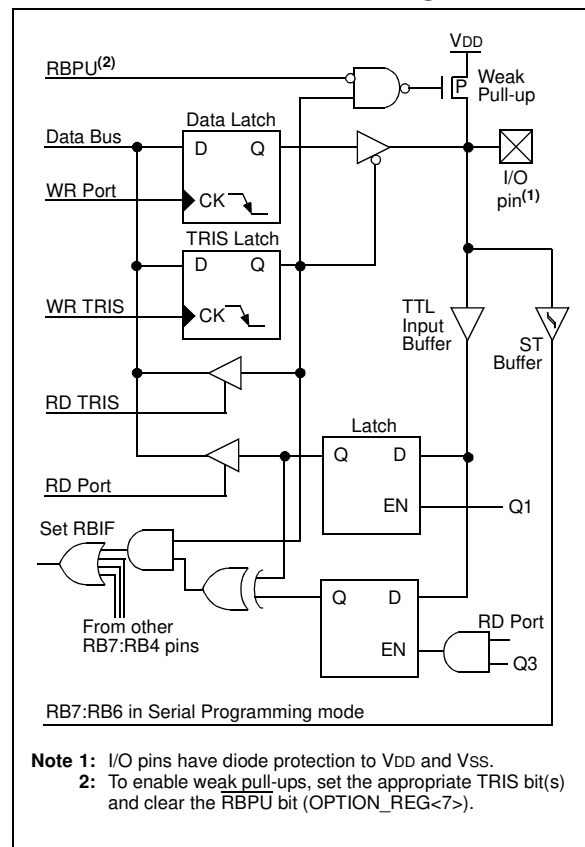 VDD
RBPU(2)
P
Weak
Pull-up
Data Latch
Data Bus
D Q
I/O
pin(1)
WR Port
CK
TRIS Latch
D Q
WR TRIS
CK
TTL
Input
Buffer
ST
Buffer
RD TRIS
Latch
Q D
RD Port
EN
Q1
Set RBIF
Q D
RD Port
EN
Q3
From other
RB7:RB4 pins
RB7:RB6 in Serial Programming mode
Note 1: I/O pins have diode protection to VDD and VSS.
2: To enable weak pull-ups, set the appropriate TRIS bit(s)
and clear the RBPU bit (OPTION_REG<7>).